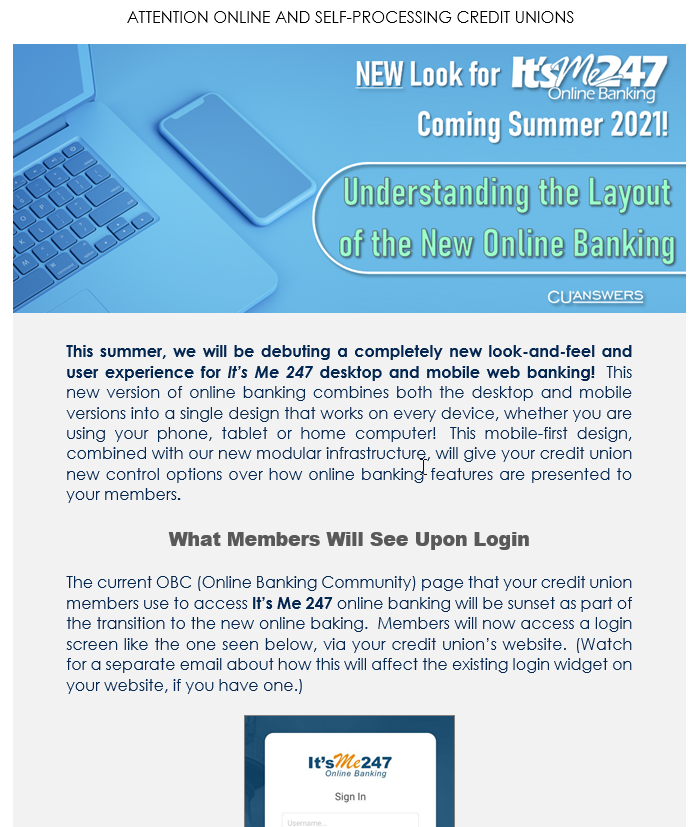 ATTENTION ONLINE AND SELF-PROCESSING CREDIT UNIONS
NEW Look for It'sMe247
Online Banking
Coming Summer 2021!
Understanding the Layout
of the New Online Banking
CU*ANSWERS
This summer, we will be debuting a completely new look-and-feel and
user experience for It's Me 247 desktop and mobile web banking! This
new version of online banking combines both the desktop and mobile
versions into a single design that works on every device, whether you are
using your phone, tablet or home computer! This mobile-first design,
combined with our new modular infrastructure, will give your credit union
new control options over how online banking features are presented to
your members.
What Members Will See Upon Login
The current OBC (Online Banking Community) page that your credit union
members use to access It's Me 247 online banking will be sunset as part of
the transition to the new online baking. Members will now access a login
screen like the one seen below, via your credit union's website. (Watch
for a separate email about how this will affect the existing login widget on
your website, if you have one.)
It'sMe247
Online Banking
Sign In
Username...